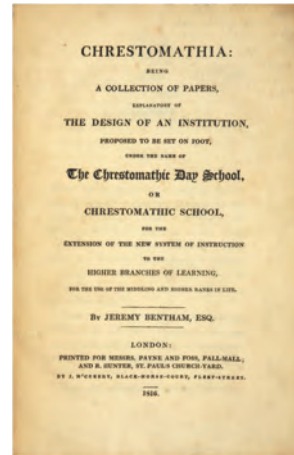 CHRESTOMATHIA:
BEING
A COLLECTION OF PAPERS,
EXPLANATORY OF
THE DESIGN OF AN INSTITUTION,
PROPOSED TO BE SET ON FOOT,
UNDER THE NAME OF
The Chrestomathic Day School,
OR
CHRESTOMATHIC SCHOOL,
FOR THE
EXTENSION OF THE NEW SYSTEM OF INSTRUCTION
TO THE
HIGHER BRANCHES OF LEARNING,
FOR THE USE OF THE MIDDLING AND HIGHER RANKS IN LIFE.
BY JEREMY BENTHAM, ESQ.
LONDON:
PRINTED FOR MESSRS. PAYNE AND FOSS, PALL-MALL,
AND R. HUNTER, ST. PAUL'S CHURCH-YARD.
BY J. M'CREERY, BLACK-HORSE-COURT, FLEET-STREET.
1816.